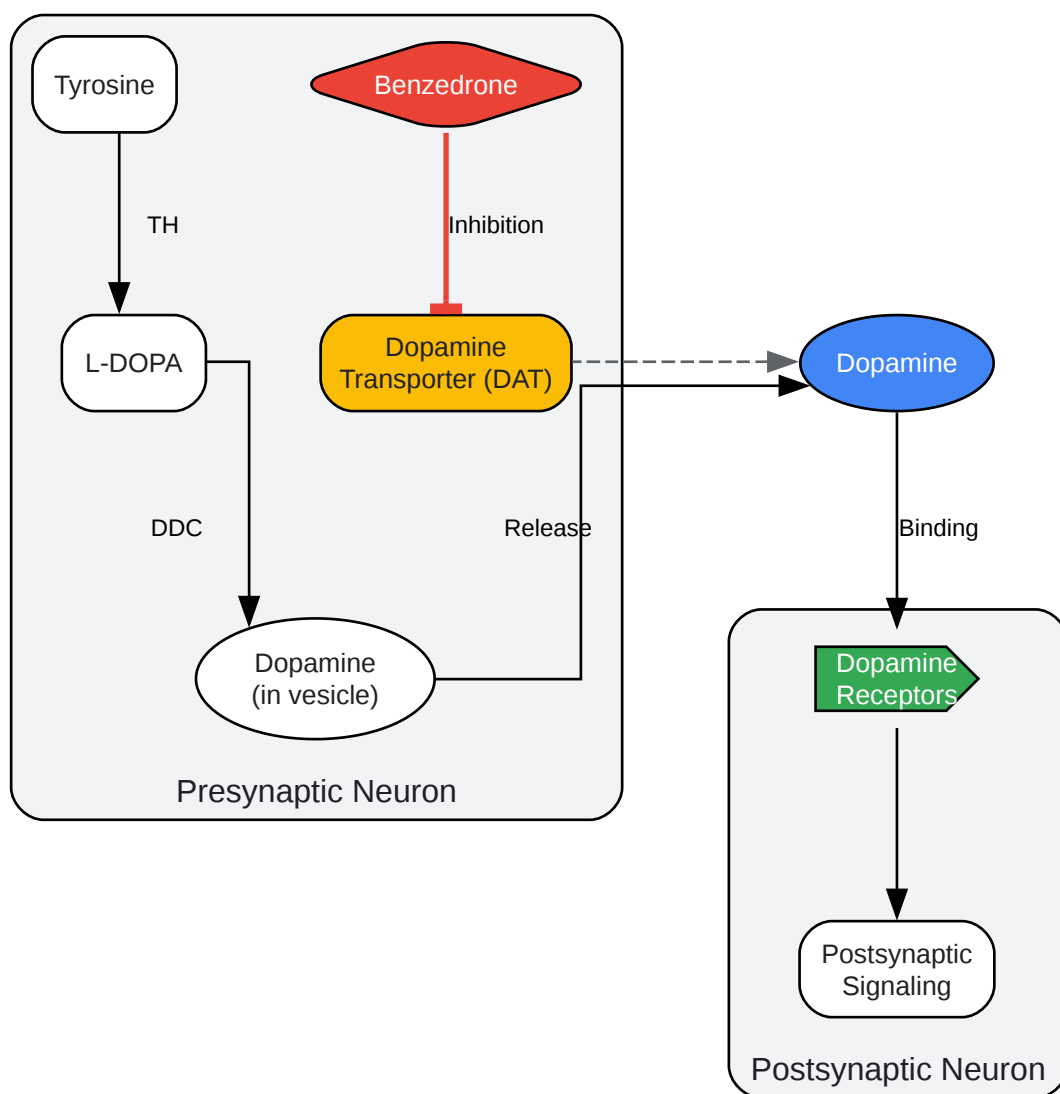 Tyrosine
Benzedrone
TH
Inhibition
L-DOPA
Dopamine
Transporter (DAT)
Dopamine
DDC
Release
Binding
Dopamine
(in vesicle)
Dopamine
Receptors
Presynaptic Neuron
Postsynaptic
Signaling
Postsynaptic Neuron